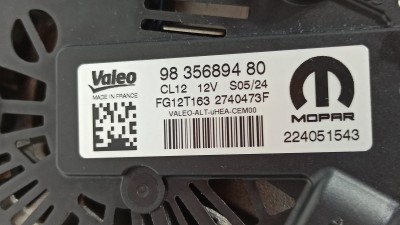 Valeo
MADE IN FRANCE
98 356894 80
CL12 12V S05/24
FG12T163 2740473F
VALEO-ALT-uHEA-CEM00
MOPAR
224051543